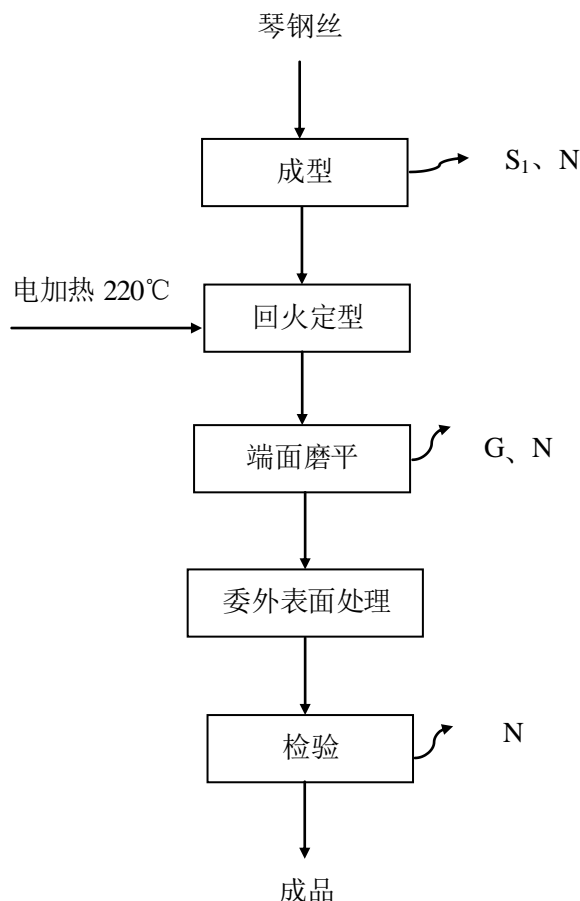 琴钢丝
成型
S₁、N
电加热 220℃
回火定型
端面磨平
G、N
委外表面处理
检验
N
成品